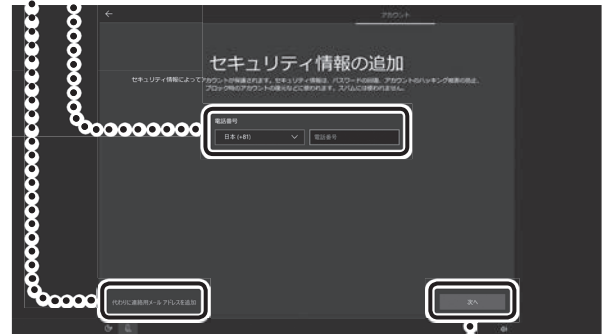 アカウント
セキュリティ情報の追加
セキュリティ情報によってアカウントが保護されます。セキュリティ情報は、パスワードの回復、アカウントのハッキング被害の防止、
ブロック時のアカウントの復元などに使われます。スパムには使われません。
電話番号
日本 (+81)
電話番号
代わりに連絡用メール アドレスを追加
次へ